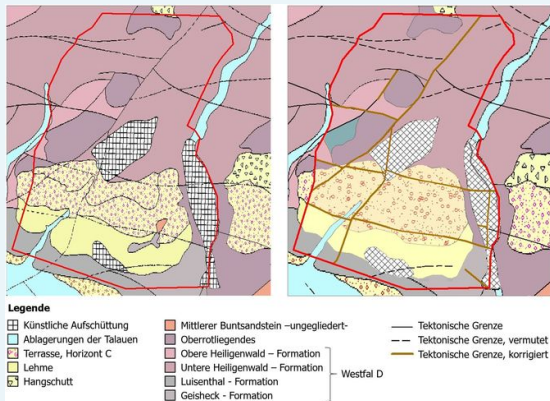 Legende
Künstliche Aufschüttung
Ablagerungen der Talauen
Terrasse, Horizont C
Lehme
Hangschutt
Mittlerer Buntsandstein –ungegliedert-
Oberrotliegendes
Obere Heiligenwald – Formation
Untere Heiligenwald – Formation
Luisenthal - Formation
Geisheck - Formation
Westfal D
Tektonische Grenze
Tektonische Grenze, vermutet
Tektonische Grenze, korrigiert